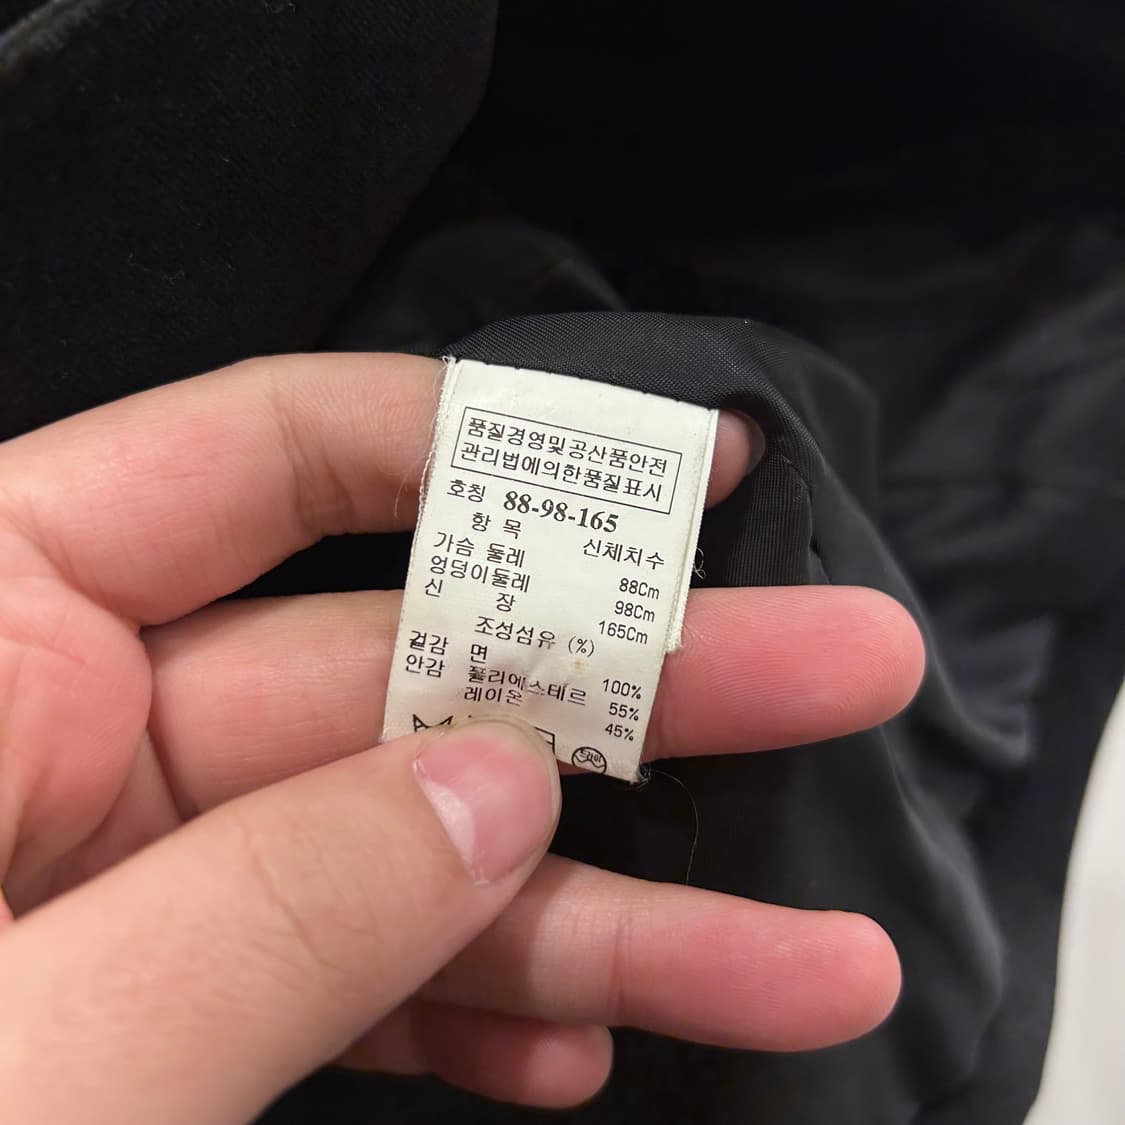 품질경영및공산품안전
관리법에의한품질표시
호칭 88-98-165
항 목 신체치수
가슴 둘레 88Cm
엉덩이둘레 98Cm
신 장 165Cm
조성섬유 (%)
겉감 면 100%
안감 폴리에스테르 55%
레이온 45%
드라이